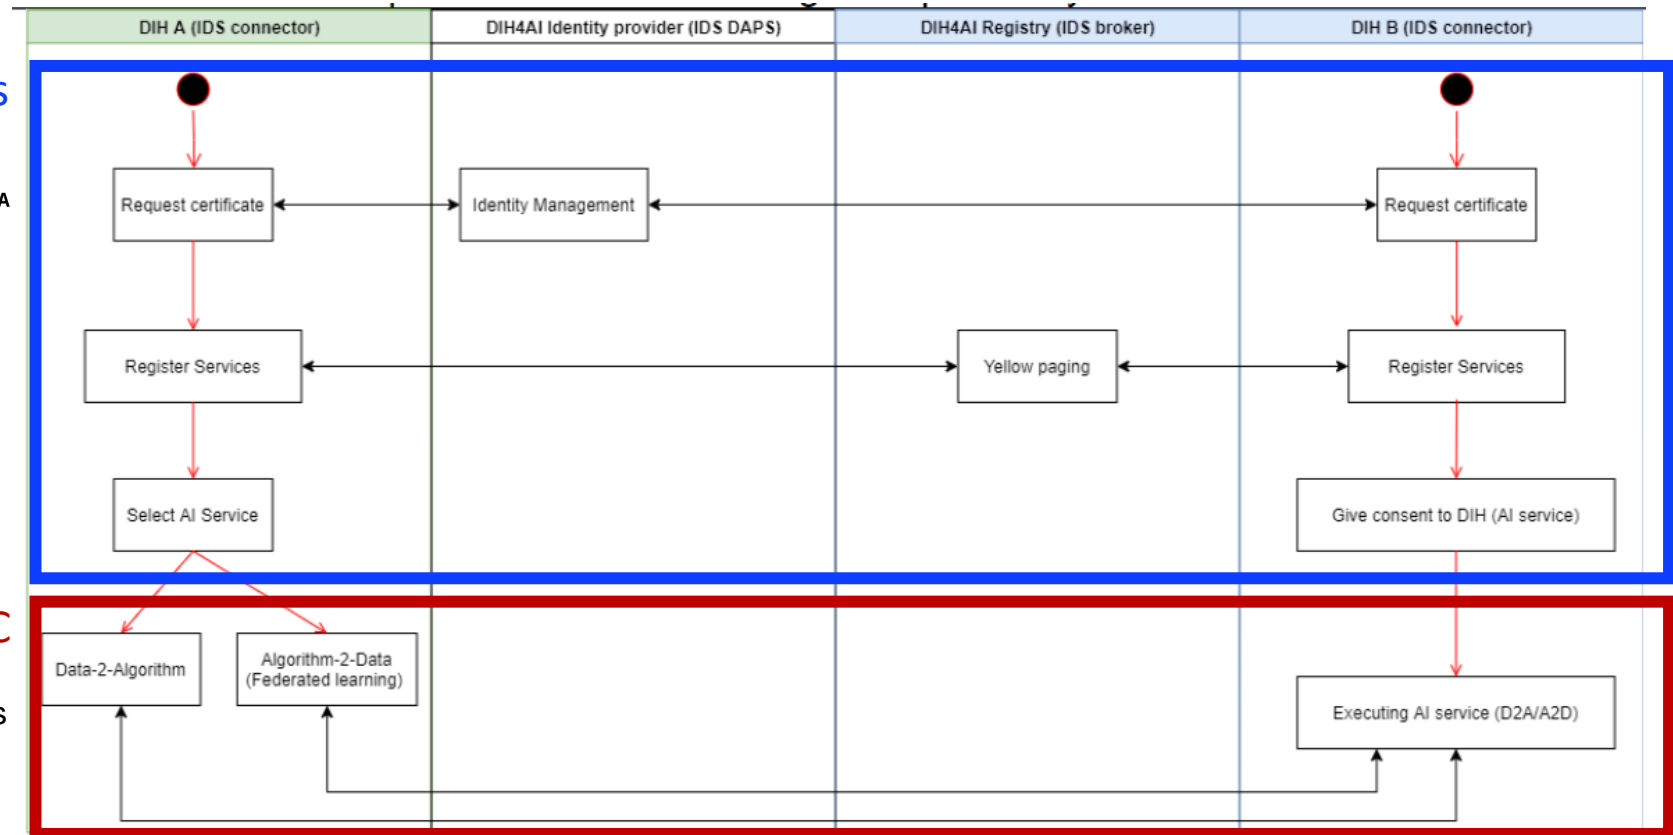 DIH A (IDS connector)
DIH4AI Identity provider (IDS DAPS)
DIH4AI Registry (IDS broker)
DIH B (IDS connector)
S
A
Request certificate
Identity Management
Request certificate
Register Services
Yellow paging
Register Services
Select AI Service
Give consent to DIH (AI service)
C
Data-2-Algorithm
Algorithm-2-Data
(Federated learning)
S
Executing AI service (D2A/A2D)